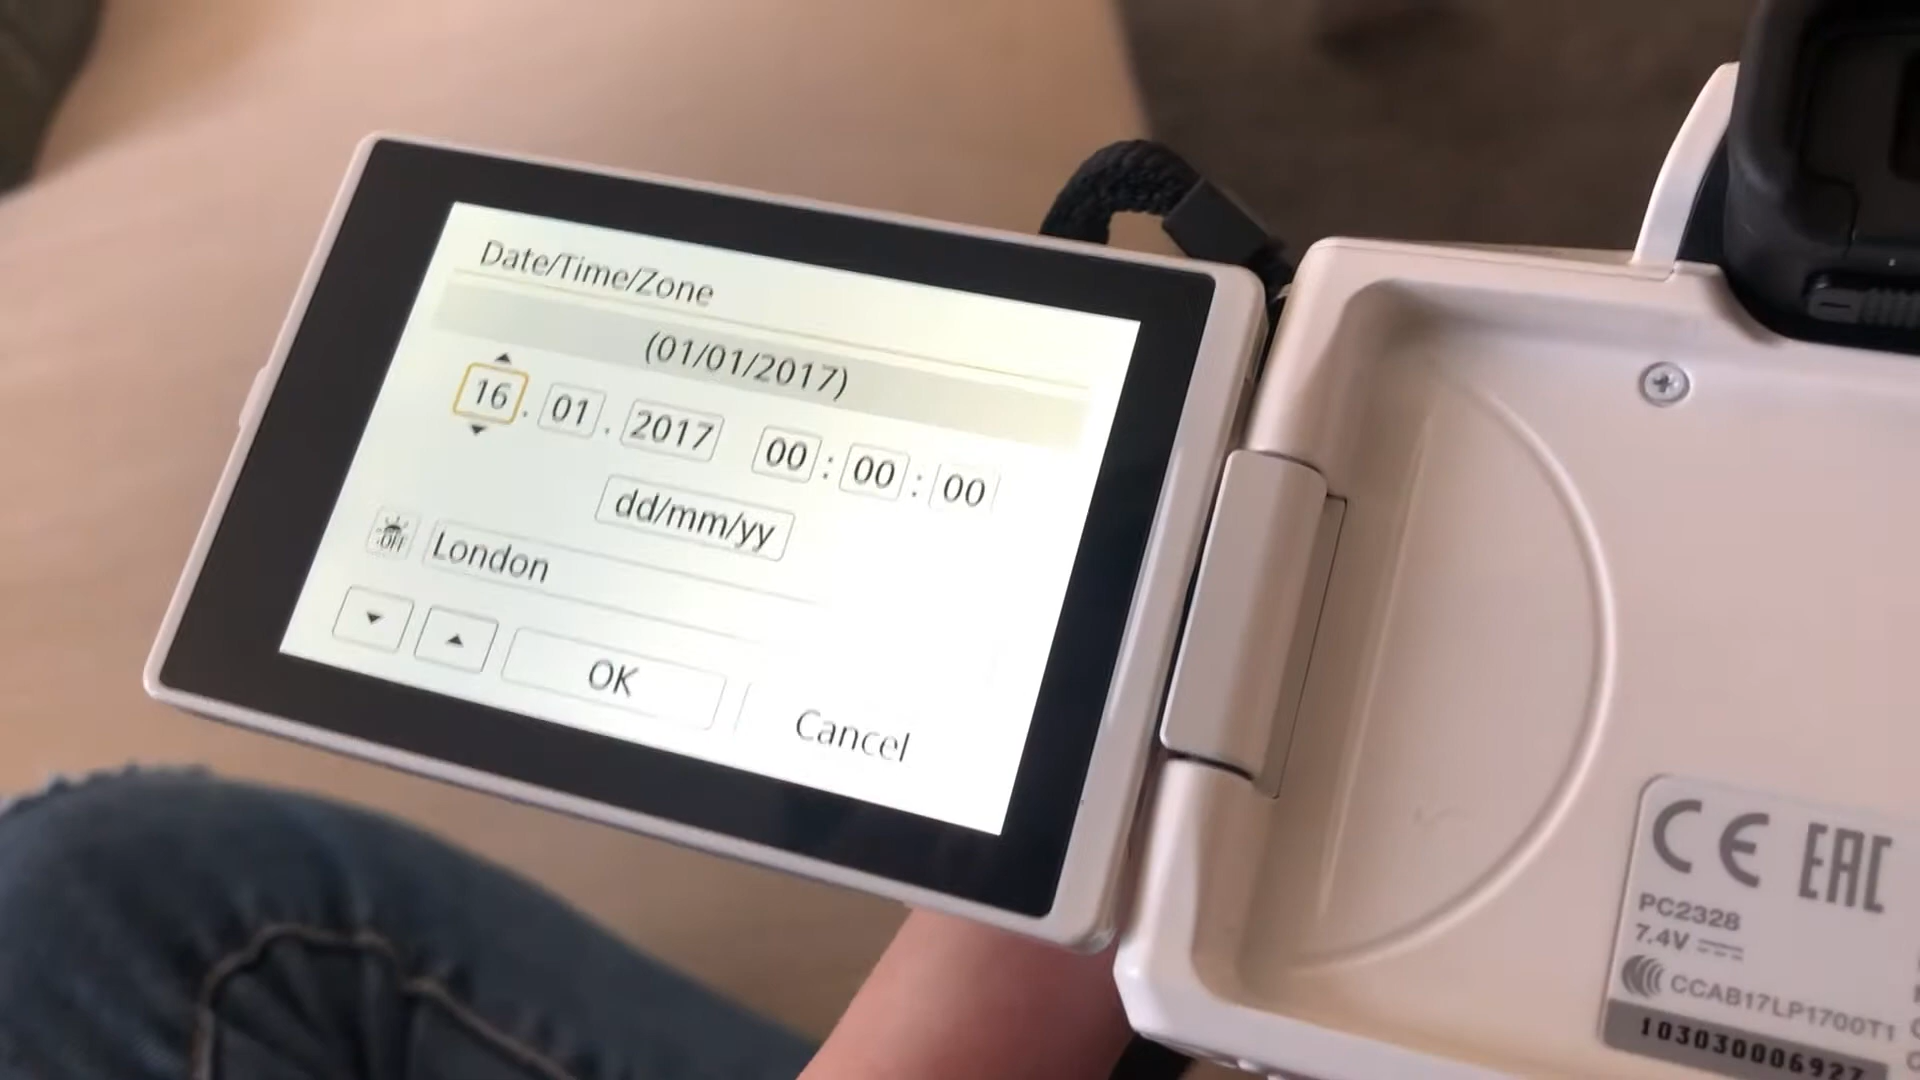 Date/Time/Zone
(01/01/2017)
16 . 01 . 2017 00 : 00 : 00
dd/mm/yy
OFF London
OK Cancel
CE EAC
PC2328
7.4V
CCAB17LP1700T1
103030006927